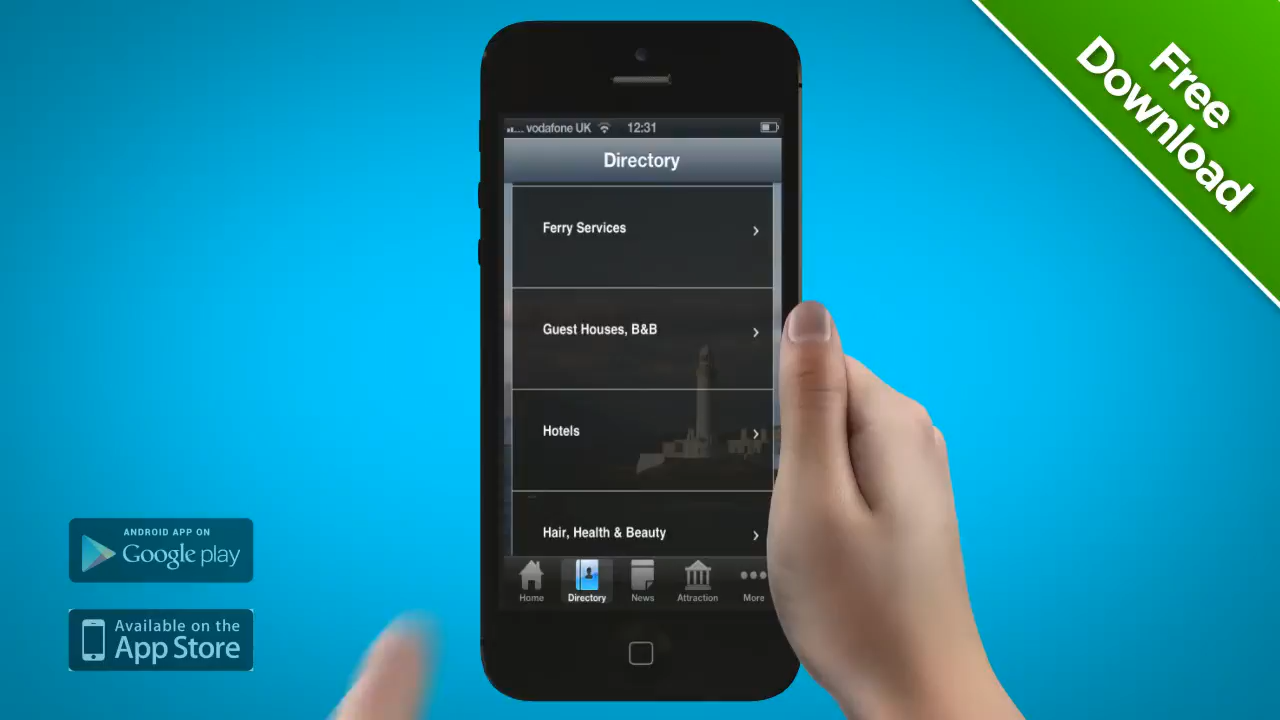 Free
Download
vodafone UK 12:31
Directory
Ferry Services
Guest Houses, B&B
Hotels
Hair, Health & Beauty
Home Directory News Attraction More
ANDROID APP ON
Google play
Available on the
App Store